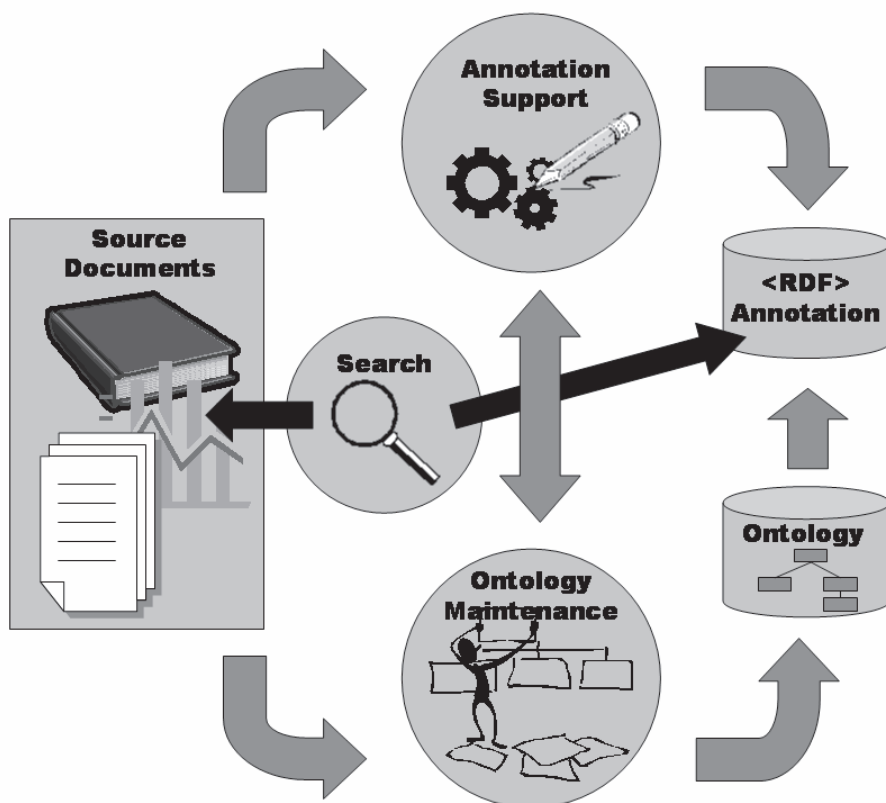 Annotation
Support
Source
Documents
<RDF>
Annotation
Search
Ontology
Ontology
Maintenance